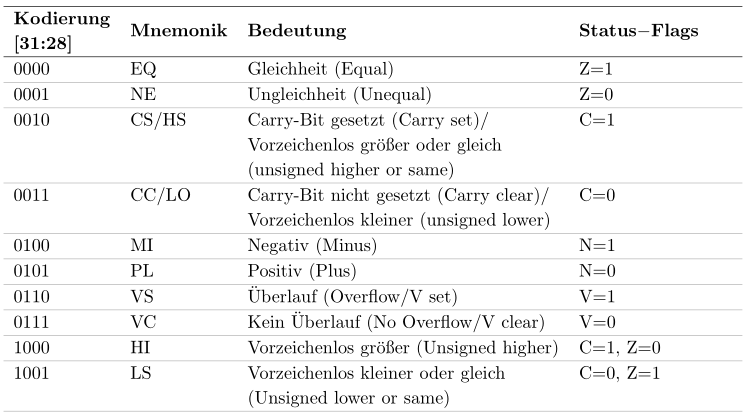 Kodierung
[31:28] Mnemonik Bedeutung Status−Flags
0000 EQ Gleichheit (Equal) Z=1
0001 NE Ungleichheit (Unequal) Z=0
0010 CS/HS Carry-Bit gesetzt (Carry set)/ C=1
Vorzeichenlos größer oder gleich
(unsigned higher or same)
0011 CC/LO Carry-Bit nicht gesetzt (Carry clear)/ C=0
Vorzeichenlos kleiner (unsigned lower)
0100 MI Negativ (Minus) N=1
0101 PL Positiv (Plus) N=0
0110 VS Überlauf (Overflow/V set) V=1
0111 VC Kein Überlauf (No Overflow/V clear) V=0
1000 HI Vorzeichenlos größer (Unsigned higher) C=1, Z=0
1001 LS Vorzeichenlos kleiner oder gleich C=0, Z=1
(Unsigned lower or same)